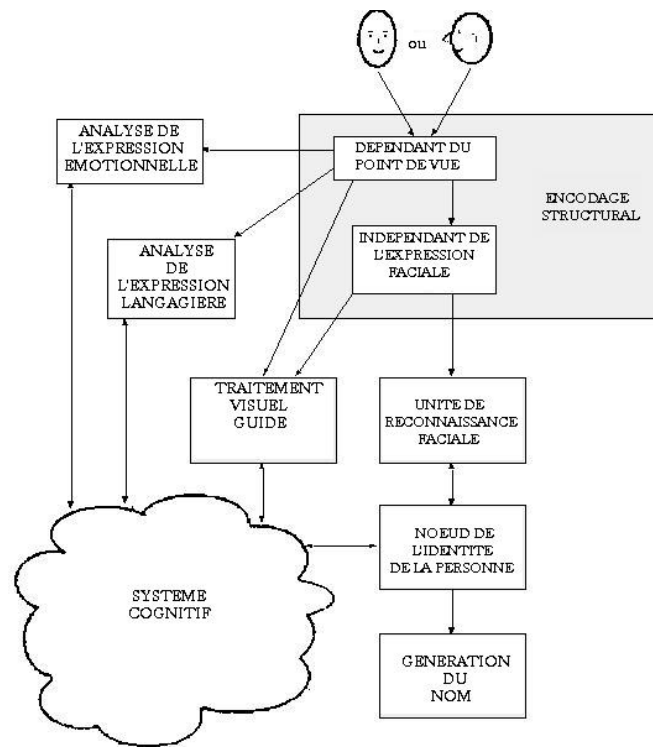 ou
ANALYSE DE
L'EXPRESSION
EMOTIONNELLE
DEPENDANT DU
POINT DE VUE
ENCODAGE
STRUCTURAL
INDEPENDANT DE
L'EXPRESSION
FACIALE
ANALYSE
DE
L'EXPRESSION
LANGAGIERE
TRAITEMENT
VISUEL
GUIDE
UNITE DE
RECONNAISSANCE
FACIALE
NOEUD DE
L'IDENTITE
DE LA PERSONNE
SYSTEME
COGNITIF
GENERATION
DU
NOM